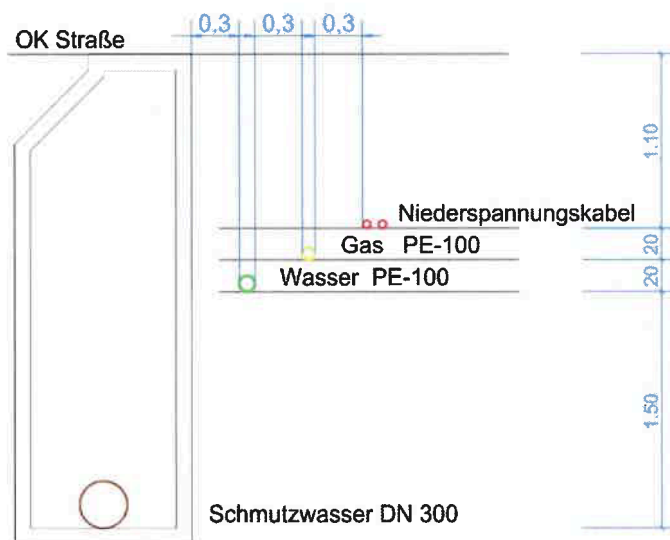 0,3 0,3 0,3
OK Straße
1.10
Niederspannungskabel
20
Gas PE-100
20
Wasser PE-100
1.50
Schmutzwasser DN 300